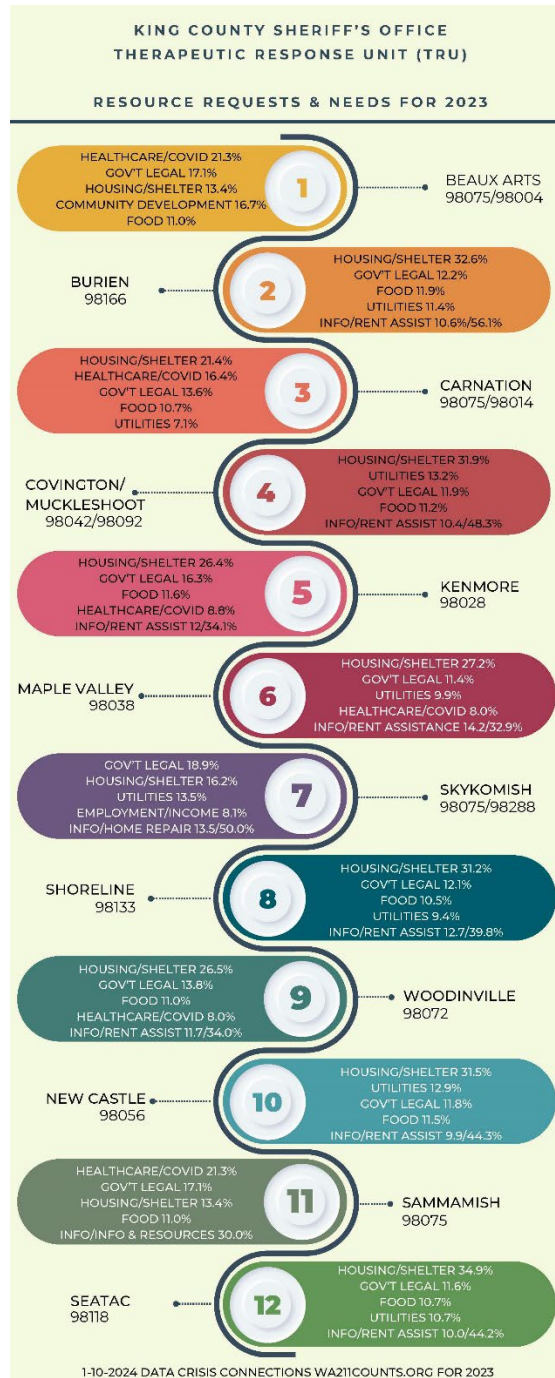 KING COUNTY SHERIFF'S OFFICE
THERAPEUTIC RESPONSE UNIT (TRU)
RESOURCE REQUESTS & NEEDS FOR 2023
HEALTHCARE/COVID 21.3%
GOV'T LEGAL 17.1%
HOUSING/SHELTER 13.4%
COMMUNITY DEVELOPMENT 16.7%
FOOD 11.0%
1
BEAUX ARTS
98075/98004
BURIEN
98166
2
HOUSING/SHELTER 32.6%
GOV'T LEGAL 12.2%
FOOD 11.9%
UTILITIES 11.4%
INFO/RENT ASSIST 10.6%/56.1%
HOUSING/SHELTER 21.4%
HEALTHCARE/COVID 16.4%
GOV'T LEGAL 13.6%
FOOD 10.7%
UTILITIES 7.1%
3
CARNATION
98075/98014
COVINGTON/
MUCKLESHOOT
98042/98092
4
HOUSING/SHELTER 31.9%
UTILITIES 13.2%
GOV'T LEGAL 11.9%
FOOD 11.2%
INFO/RENT ASSIST 10.4/48.3%
HOUSING/SHELTER 26.4%
GOV'T LEGAL 16.3%
FOOD 11.6%
HEALTHCARE/COVID 8.8%
INFO/RENT ASSIST 12/34.1%
5
KENMORE
98028
MAPLE VALLEY
98038
6
HOUSING/SHELTER 27.2%
GOV'T LEGAL 11.4%
UTILITIES 9.9%
HEALTHCARE/COVID 8.0%
INFO/RENT ASSISTANCE 14.2/32.9%
GOV'T LEGAL 18.9%
HOUSING/SHELTER 16.2%
UTILITIES 13.5%
EMPLOYMENT/INCOME 8.1%
INFO/HOME REPAIR 13.5/50.0%
7
SKYKOMISH
98075/98288
SHORELINE
98133
8
HOUSING/SHELTER 31.2%
GOV'T LEGAL 12.1%
FOOD 10.5%
UTILITIES 9.4%
INFO/RENT ASSIST 12.7/39.8%
HOUSING/SHELTER 26.5%
GOV'T LEGAL 13.8%
FOOD 11.0%
HEALTHCARE/COVID 8.0%
INFO/RENT ASSIST 11.7/34.0%
9
WOODINVILLE
98072
NEW CASTLE
98056
10
HOUSING/SHELTER 31.5%
UTILITIES 12.9%
GOV'T LEGAL 11.8%
FOOD 11.5%
INFO/RENT ASSIST 9.9/44.3%
HEALTHCARE/COVID 21.3%
GOV'T LEGAL 17.1%
HOUSING/SHELTER 13.4%
FOOD 11.0%
INFO/INFO & RESOURCES 30.0%
11
SAMMAMISH
98075
SEATAC
98118
12
HOUSING/SHELTER 34.9%
GOV'T LEGAL 11.6%
FOOD 10.7%
UTILITIES 10.7%
INFO/RENT ASSIST 10.0/44.2%
1-10-2024 DATA CRISIS CONNECTIONS WA211COUNTS.ORG FOR 2023